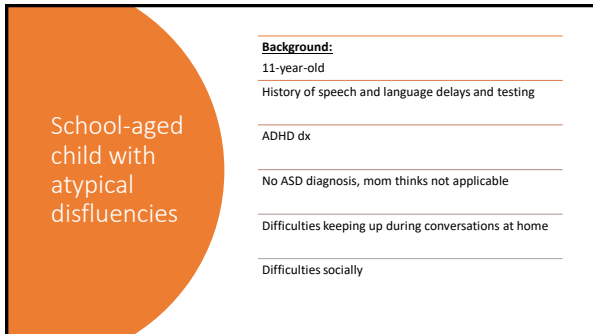 School-aged
child with
atypical
disfluencies
Background:
11-year-old
History of speech and language delays and testing
ADHD dx
No ASD diagnosis, mom thinks not applicable
Difficulties keeping up during conversations at home
Difficulties socially